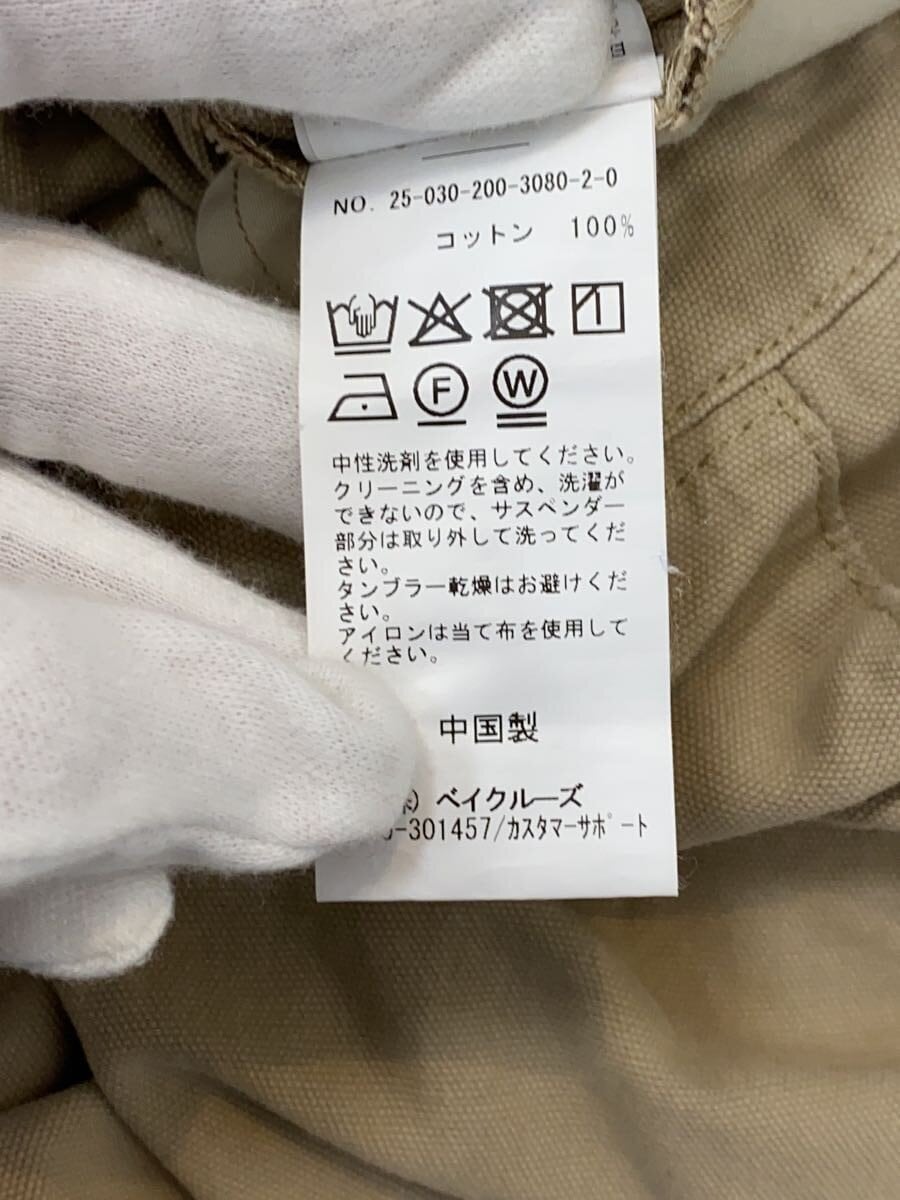 NO. 25-030-200-3080-2-0
コットン 100%
F W
中性洗剤を使用してください。
クリーニングを含め、洗濯が
できないので、サスペンダー
部分は取り外して洗ってくだ
さい。
タンブラー乾燥はお避けくだ
さい。
アイロンは当て布を使用して
ください。
中国製
ベイクルーズ
-301457/カスタマーサポート